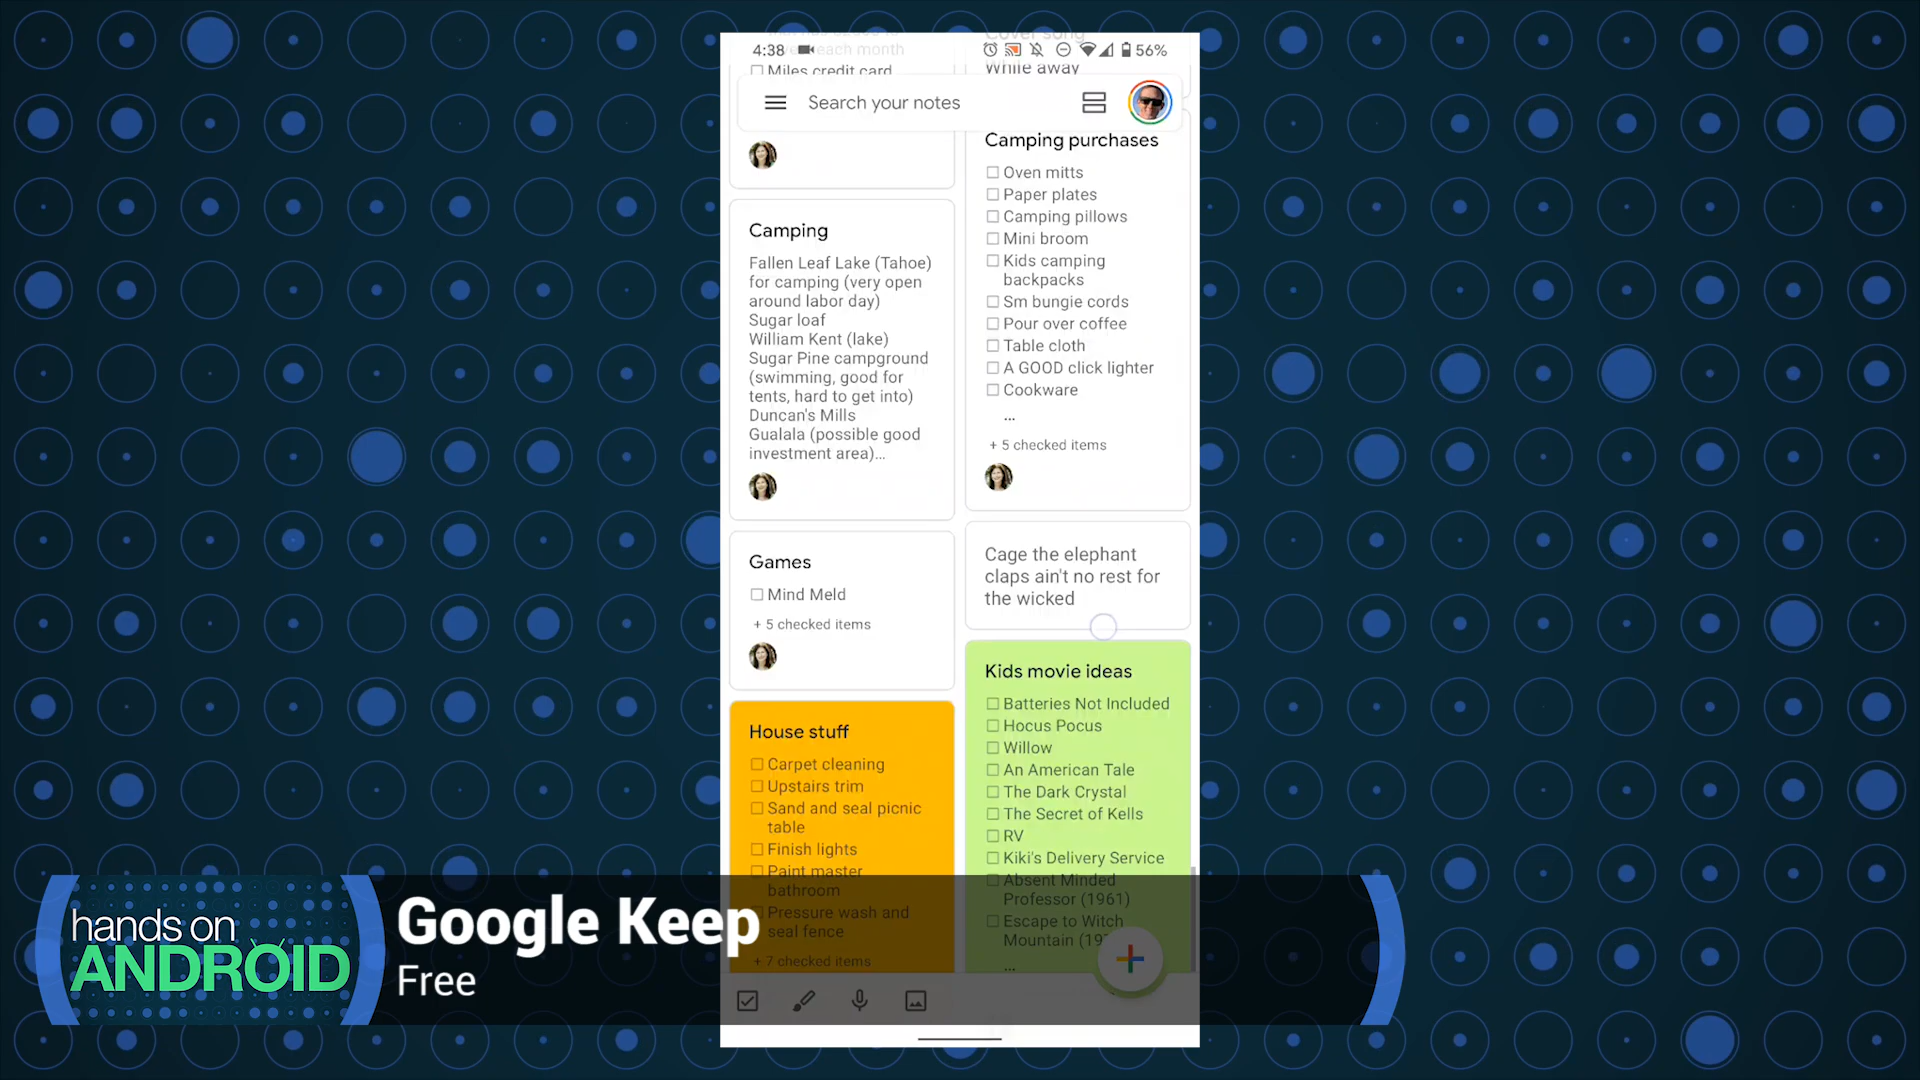 4:38
56%
each month
Miles credit card
Cover song
While away
Search your notes
Camping
Fallen Leaf Lake (Tahoe)
for camping (very open
around labor day)
Sugar loaf
William Kent (lake)
Sugar Pine campground
(swimming, good for
tents, hard to get into)
Duncan's Mills
Gualala (possible good
investment area)...
Games
Mind Meld
+ 5 checked items
House stuff
Carpet cleaning
Upstairs trim
Sand and seal picnic
table
Finish lights
Paint master
bathroom
Pressure wash and
seal fence
+ 7 checked items
Camping purchases
Oven mitts
Paper plates
Camping pillows
Mini broom
Kids camping
backpacks
Sm bungie cords
Pour over coffee
Table cloth
A GOOD click lighter
Cookware
...
+ 5 checked items
Cage the elephant
claps ain't no rest for
the wicked
Kids movie ideas
Batteries Not Included
Hocus Pocus
Willow
An American Tale
The Dark Crystal
The Secret of Kells
RV
Kiki's Delivery Service
Absent Minded
Professor (1961)
Escape to Witch
Mountain
...
hands on
ANDROID
Google Keep
Free